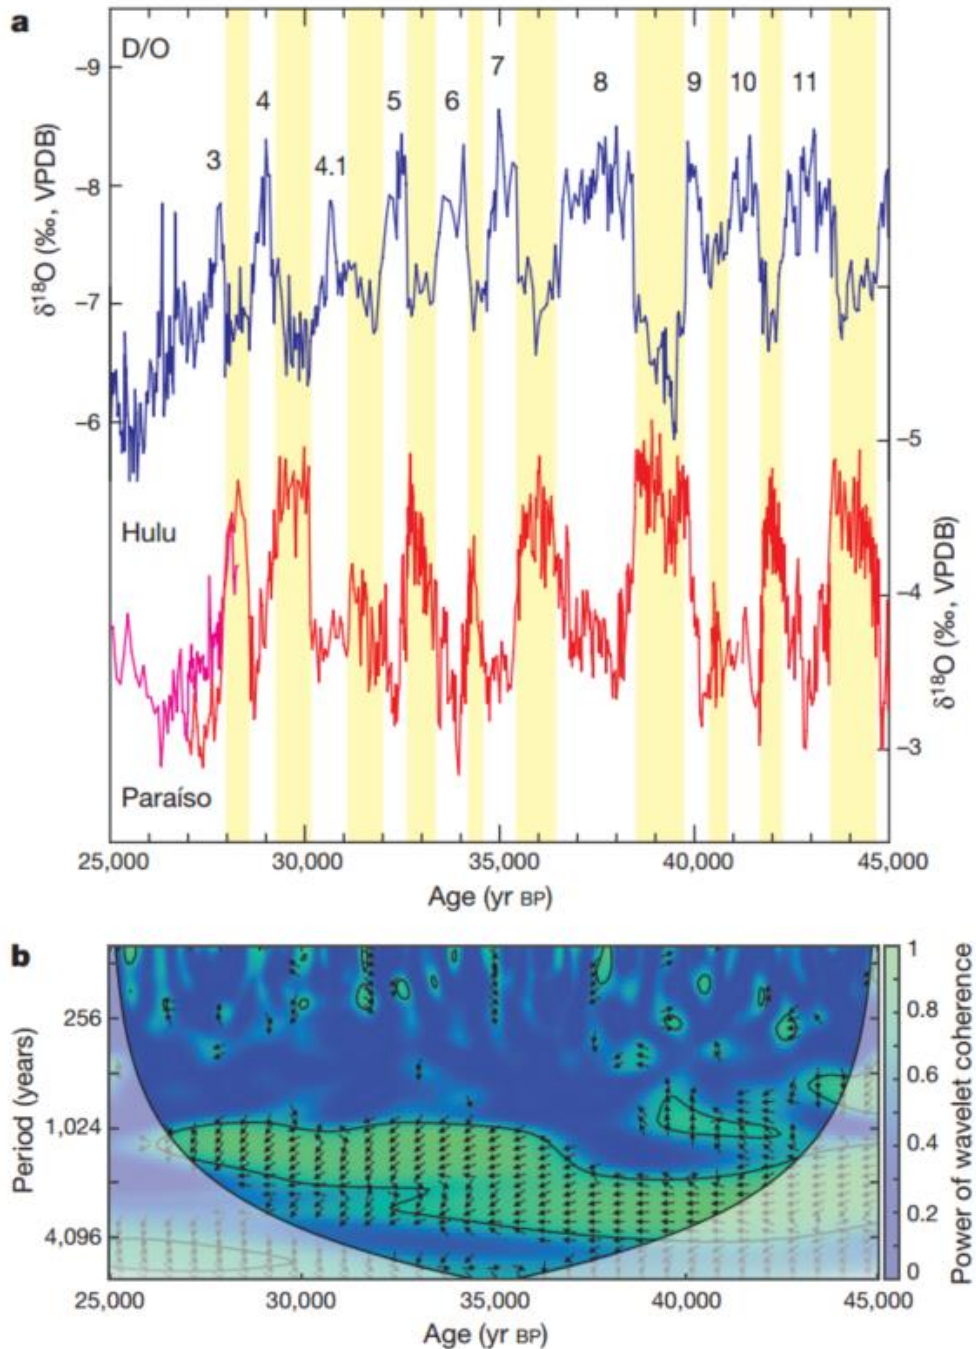 a
D/O
3
4
4.1
5
6
7
8
9
10
11
–9
–8
–7
–6
δ¹⁸O (‰, VPDB)
Hulu
Paraíso
–5
–4
–3
δ¹⁸O (‰, VPDB)
25,000 30,000 35,000 40,000 45,000
Age (yr BP)
b
256
1,024
4,096
Period (years)
1
0.8
0.6
0.4
0.2
0
Power of wavelet coherence
25,000 30,000 35,000 40,000 45,000
Age (yr BP)